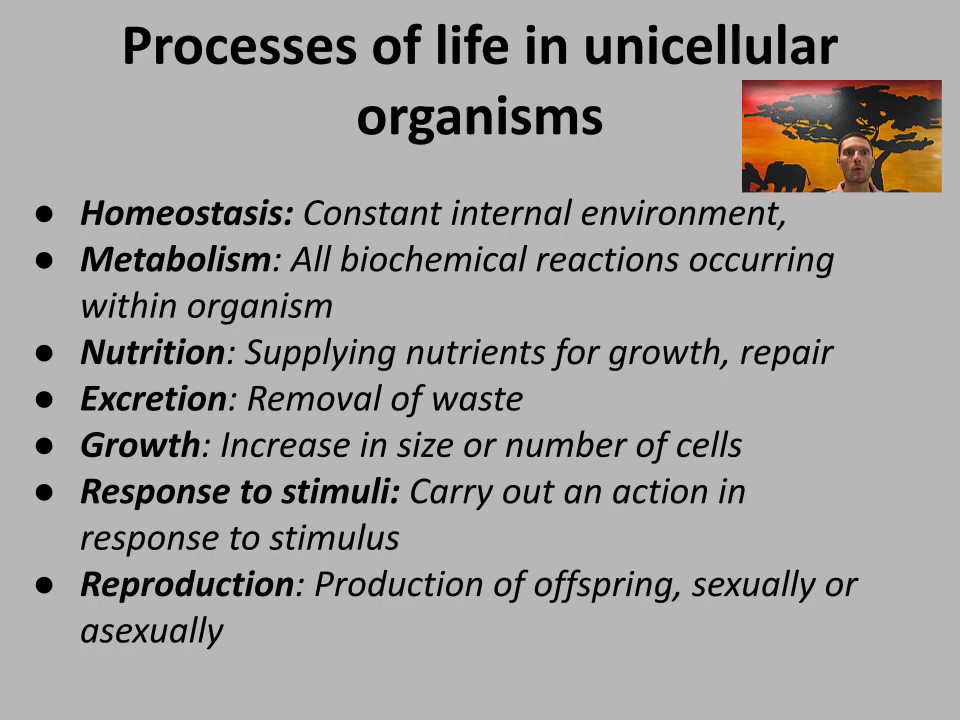 Processes of life in unicellular
organisms
● Homeostasis: Constant internal environment,
● Metabolism: All biochemical reactions occurring
within organism
● Nutrition: Supplying nutrients for growth, repair
● Excretion: Removal of waste
● Growth: Increase in size or number of cells
● Response to stimuli: Carry out an action in
response to stimulus
● Reproduction: Production of offspring, sexually or
asexually